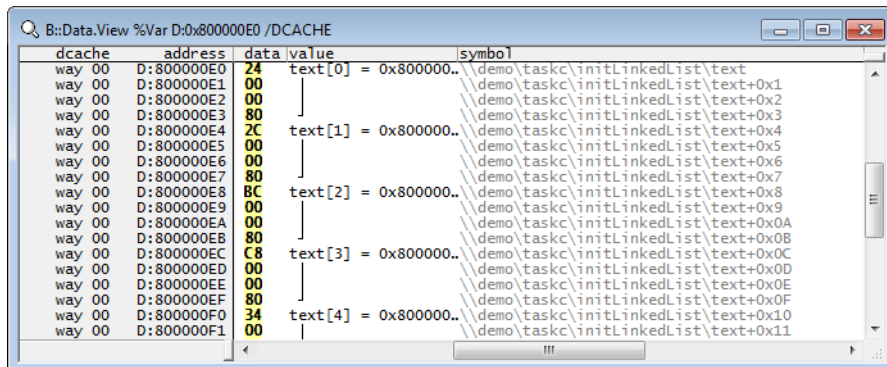 B::Data.View %Var D:0x800000E0 /DCACHE
dcache address data value symbol
way 00 D:800000E0 24 text[0] = 0x800000.. \\demo\taskc\initLinkedList\text
way 00 D:800000E1 00 \\demo\taskc\initLinkedList\text+0x1
way 00 D:800000E2 00 \\demo\taskc\initLinkedList\text+0x2
way 00 D:800000E3 80 \\demo\taskc\initLinkedList\text+0x3
way 00 D:800000E4 2C text[1] = 0x800000.. \\demo\taskc\initLinkedList\text+0x4
way 00 D:800000E5 00 \\demo\taskc\initLinkedList\text+0x5
way 00 D:800000E6 00 \\demo\taskc\initLinkedList\text+0x6
way 00 D:800000E7 80 \\demo\taskc\initLinkedList\text+0x7
way 00 D:800000E8 BC text[2] = 0x800000.. \\demo\taskc\initLinkedList\text+0x8
way 00 D:800000E9 00 \\demo\taskc\initLinkedList\text+0x9
way 00 D:800000EA 00 \\demo\taskc\initLinkedList\text+0x0A
way 00 D:800000EB 80 \\demo\taskc\initLinkedList\text+0x0B
way 00 D:800000EC C8 text[3] = 0x800000.. \\demo\taskc\initLinkedList\text+0x0C
way 00 D:800000ED 00 \\demo\taskc\initLinkedList\text+0x0D
way 00 D:800000EE 00 \\demo\taskc\initLinkedList\text+0x0E
way 00 D:800000EF 80 \\demo\taskc\initLinkedList\text+0x0F
way 00 D:800000F0 34 text[4] = 0x800000.. \\demo\taskc\initLinkedList\text+0x10
way 00 D:800000F1 00 \\demo\taskc\initLinkedList\text+0x11